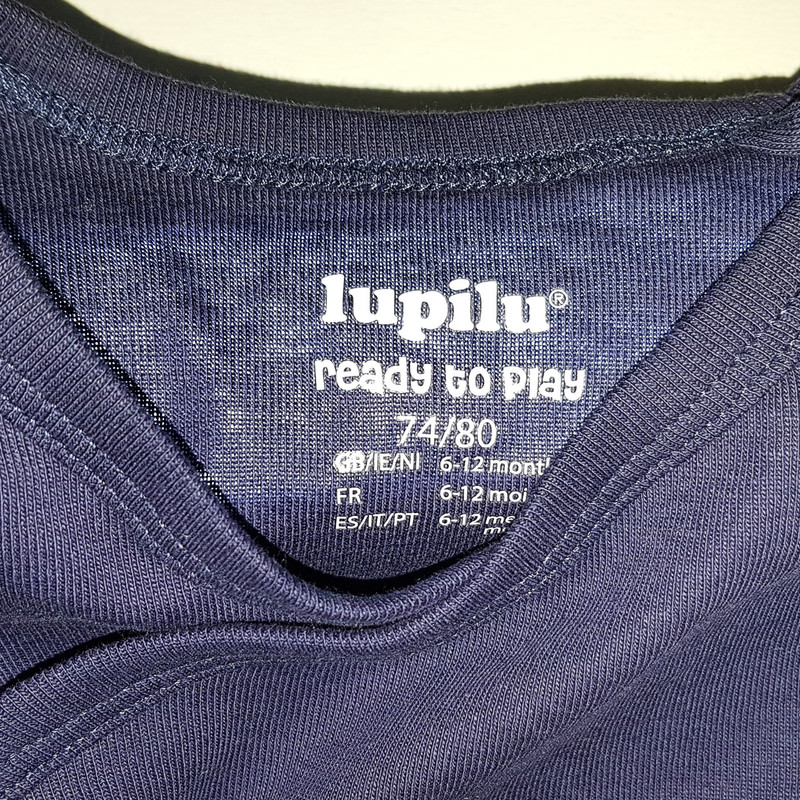 lupilu®
ready to play
74/80
GB/IE/NI 6-12
FR 6-12
ES/IT/PT 6-12